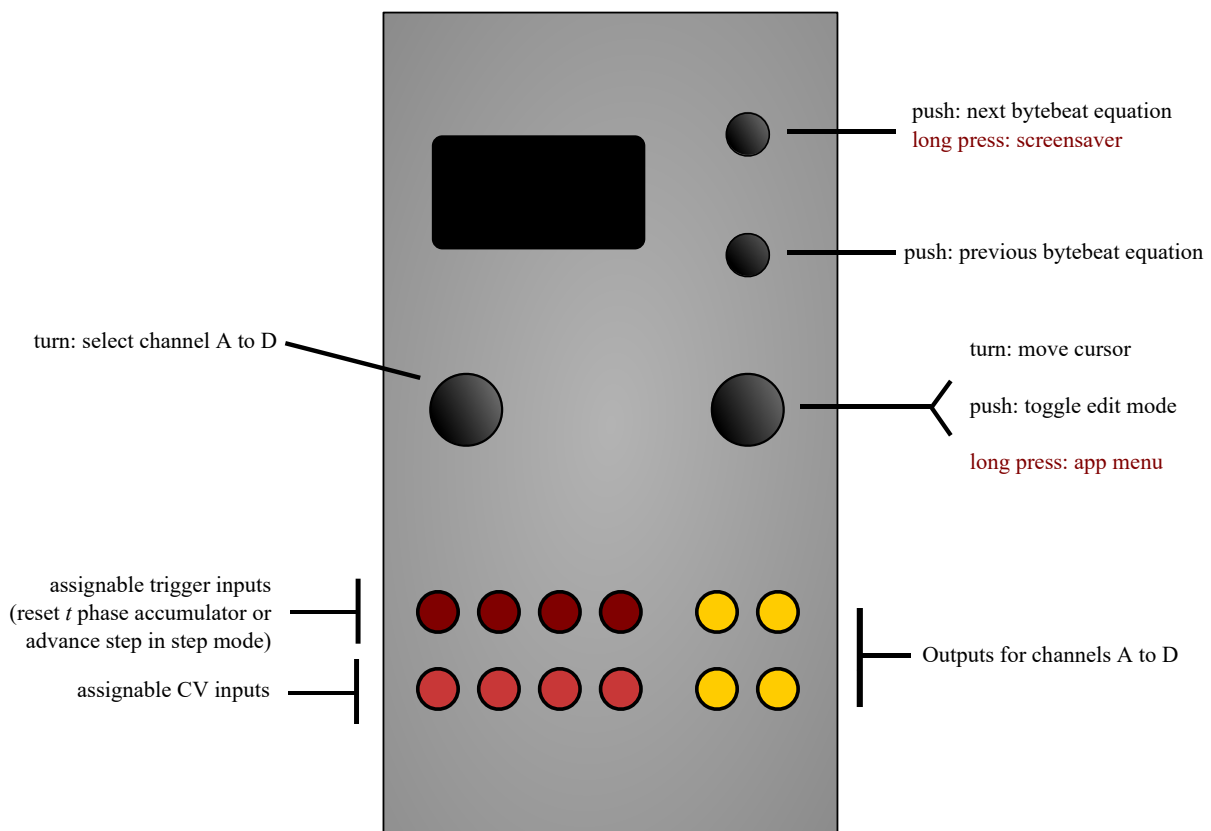 push: next bytebeat equation
long press: screensaver
push: previous bytebeat equation
turn: select channel A to D
turn: move cursor
push: toggle edit mode
long press: app menu
assignable trigger inputs
(reset t phase accumulator or
advance step in step mode)
Outputs for channels A to D
assignable CV inputs